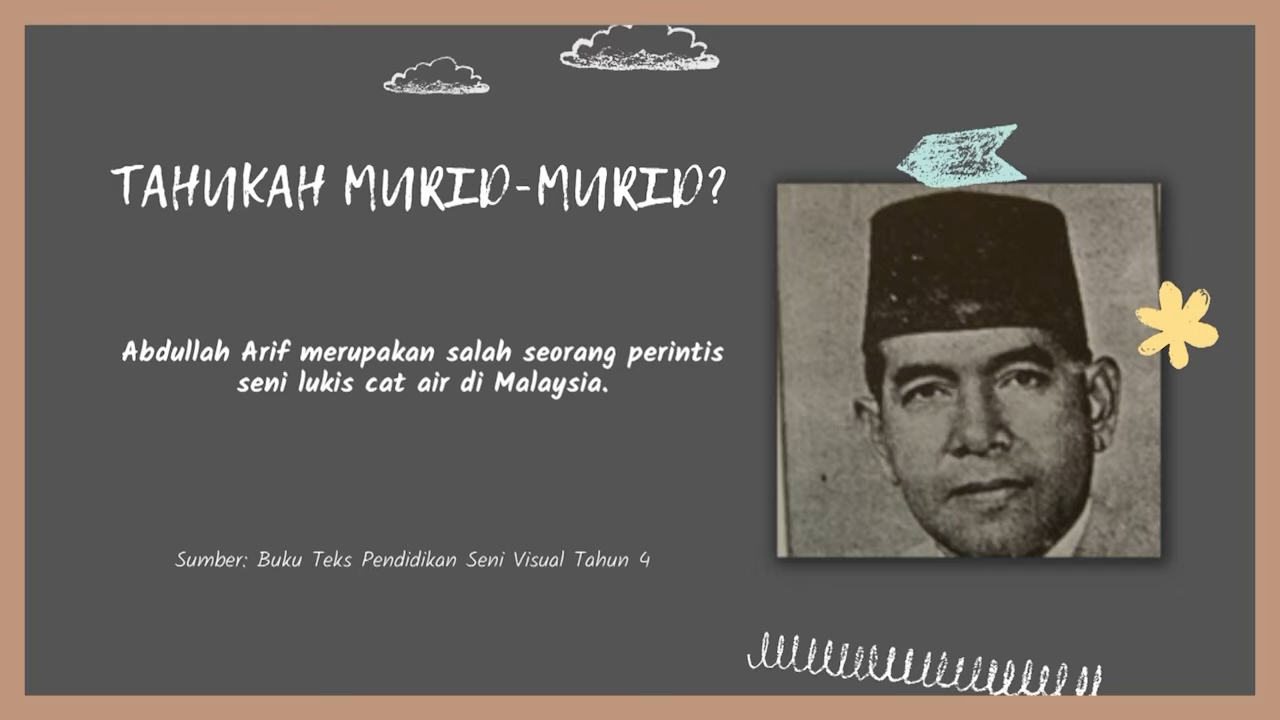 TAHUKAH MURID-MURID?
Abdullah Arif merupakan salah seorang perintis
seni lukis cat air di Malaysia.
Sumber: Buku Teks Pendidikan Seni Visual Tahun 4